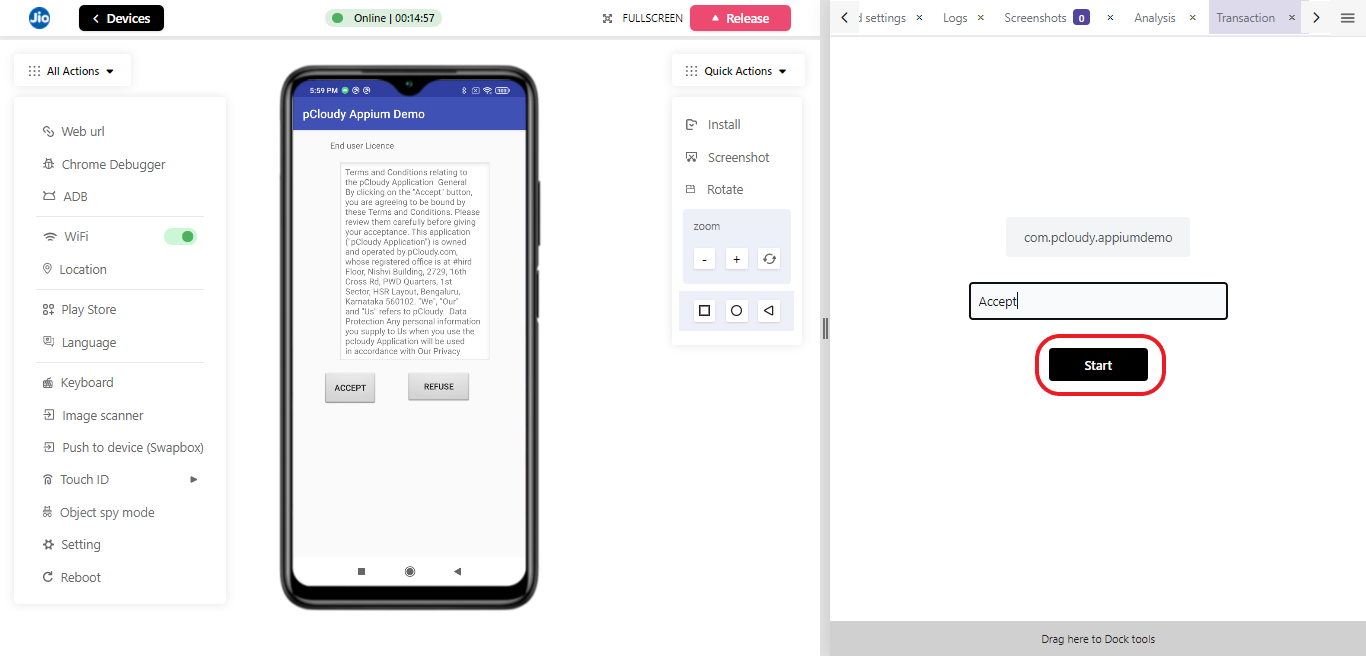 Jio
Devices
Online | 00:14:57
FULLSCREEN
Release
d settings
Logs
Screenshots 0
Analysis
Transaction
All Actions
Web url
Chrome Debugger
ADB
WiFi
Location
Play Store
Language
Keyboard
Image scanner
Push to device (Swapbox)
Touch ID
Object spy mode
Setting
Reboot
5:59 PM
100
pCloudy Appium Demo
End user Licence
Terms and Conditions relating to
the pCloudy Application  General
By clicking on the "Accept" button,
you are agreeing to be bound by
these Terms and Conditions. Please
review them carefully before giving
your acceptance. This application
("pCloudy Application") is owned
and operated by pCloudy.com,
whose registered office is at #hird
Floor, Nishvi Building, 2729, 16th
Cross Rd, PWD Quarters, 1st
Sector, HSR Layout, Bengaluru,
Karnataka 560102. "We", "Our"
and "Us" refers to pCloudy.  Data
Protection Any personal information
you supply to Us when you use the
pcloudy Application will be used
in accordance with Our Privacy
ACCEPT
REFUSE
Quick Actions
Install
Screenshot
Rotate
zoom
- +
com.pcloudy.appiumdemo
Accept
Start
Drag here to Dock tools